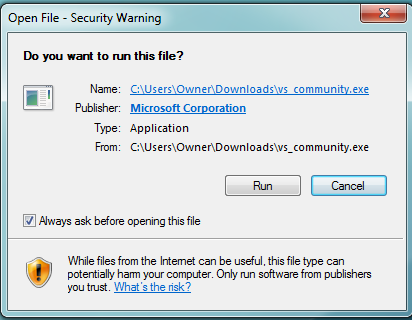 Open File - Security Warning
Do you want to run this file?
Name: C:\Users\Owner\Downloads\vs_community.exe
Publisher: Microsoft Corporation
Type: Application
From: C:\Users\Owner\Downloads\vs_community.exe
Run Cancel
Always ask before opening this file
While files from the Internet can be useful, this file type can
potentially harm your computer. Only run software from publishers
you trust. What's the risk?